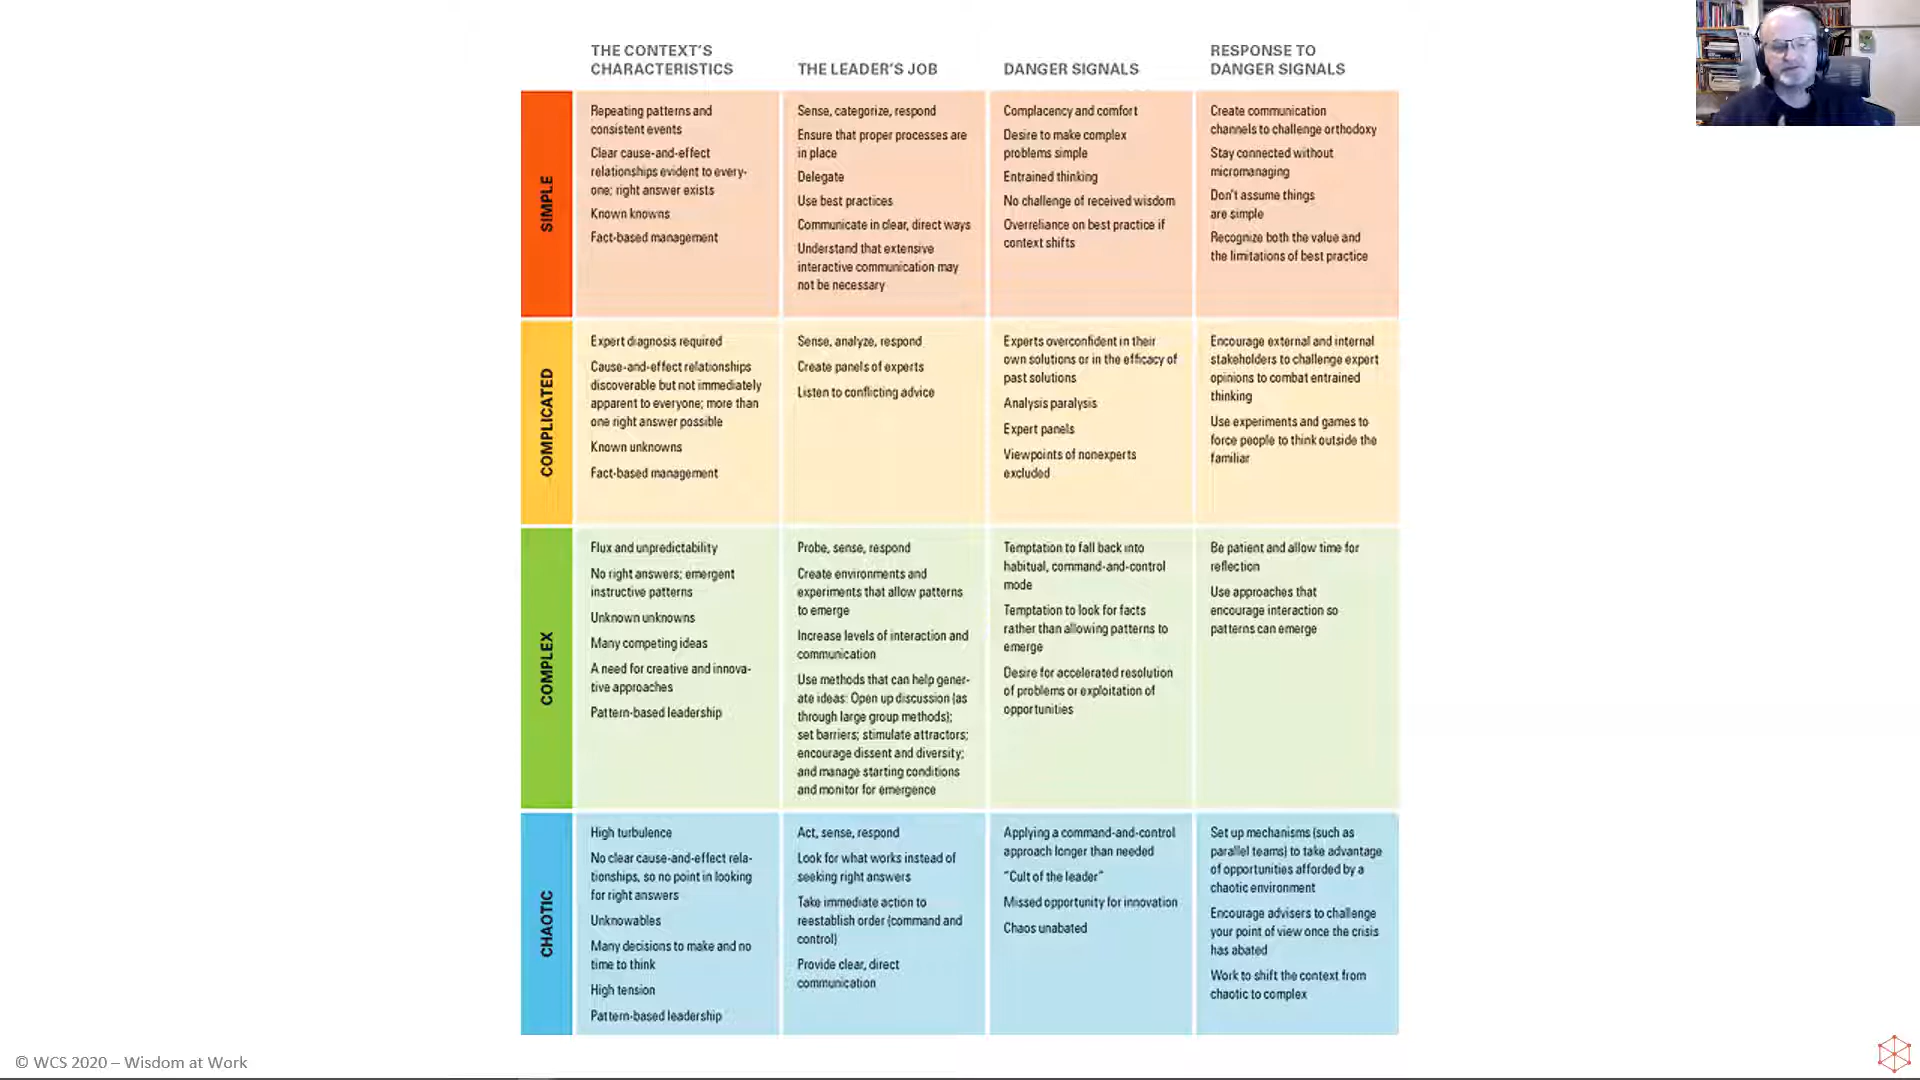 THE CONTEXT'S
CHARACTERISTICS
THE LEADER'S JOB
DANGER SIGNALS
RESPONSE TO
DANGER SIGNALS
SIMPLE
Repeating patterns and
consistent events
Clear cause-and-effect
relationships evident to every-
one; right answer exists
Known knowns
Fact-based management
Sense, categorize, respond
Ensure that proper processes are
in place
Delegate
Use best practices
Communicate in clear, direct ways
Understand that extensive
interactive communication may
not be necessary
Complacency and comfort
Desire to make complex
problems simple
Entrained thinking
No challenge of received wisdom
Overreliance on best practice if
context shifts
Create communication
channels to challenge orthodoxy
Stay connected without
micromanaging
Don't assume things
are simple
Recognize both the value and
the limitations of best practice
COMPLICATED
Expert diagnosis required
Cause-and-effect relationships
discoverable but not immediately
apparent to everyone; more than
one right answer possible
Known unknowns
Fact-based management
Sense, analyze, respond
Create panels of experts
Listen to conflicting advice
Experts overconfident in their
own solutions or in the efficacy of
past solutions
Analysis paralysis
Expert panels
Viewpoints of nonexperts
excluded
Encourage external and internal
stakeholders to challenge expert
opinions to combat entrained
thinking
Use experiments and games to
force people to think outside the
familiar
COMPLEX
Flux and unpredictability
No right answers; emergent
instructive patterns
Unknown unknowns
Many competing ideas
A need for creative and innova-
tive approaches
Pattern-based leadership
Probe, sense, respond
Create environments and
experiments that allow patterns
to emerge
Increase levels of interaction and
communication
Use methods that can help gener-
ate ideas: Open up discussion (as
through large group methods);
set barriers; stimulate attractors;
encourage dissent and diversity;
and manage starting conditions
and monitor for emergence
Temptation to fall back into
habitual, command-and-control
mode
Temptation to look for facts
rather than allowing patterns to
emerge
Desire for accelerated resolution
of problems or exploitation of
opportunities
Be patient and allow time for
reflection
Use approaches that
encourage interaction so
patterns can emerge
CHAOTIC
High turbulence
No clear cause-and-effect rela-
tionships, so no point in looking
for right answers
Unknowables
Many decisions to make and no
time to think
High tension
Pattern-based leadership
Act, sense, respond
Look for what works instead of
seeking right answers
Take immediate action to
reestablish order (command and
control)
Provide clear, direct
communication
Applying a command-and-control
approach longer than needed
"Cult of the leader"
Missed opportunity for innovation
Chaos unabated
Set up mechanisms (such as
parallel teams) to take advantage
of opportunities afforded by a
chaotic environment
Encourage advisers to challenge
your point of view once the crisis
has abated
Work to shift the context from
chaotic to complex
© WCS 2020 – Wisdom at Work